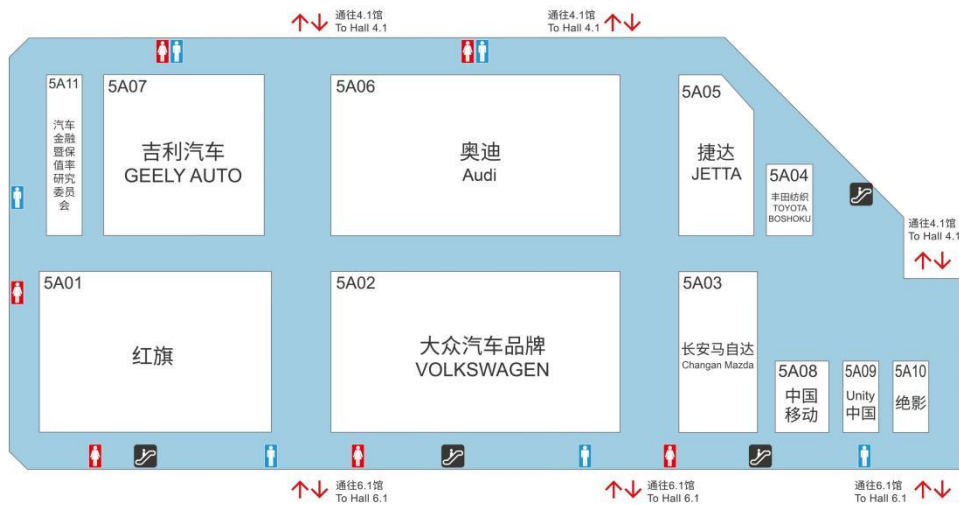 通往4.1馆
To Hall 4.1
通往4.1馆
To Hall 4.1
5A11
汽车
金融
暨保
值率
研究
委员
会
5A07
吉利汽车
GEELY AUTO
5A06
奥迪
Audi
5A05
捷达
JETTA
5A04
丰田纺织
TOYOTA
BOSHOKU
通往4.1馆
To Hall 4.1
5A01
红旗
5A02
大众汽车品牌
VOLKSWAGEN
5A03
长安马自达
Changan Mazda
5A08
中国
移动
5A09
Unity
中国
5A10
绝影
通往6.1馆
To Hall 6.1
通往6.1馆
To Hall 6.1
通往6.1馆
To Hall 6.1